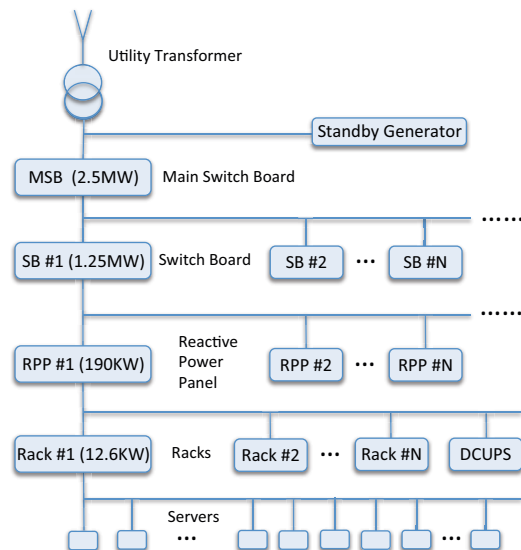 Utility Transformer
Standby Generator
MSB (2.5MW)
Main Switch Board
......
SB #1 (1.25MW)
Switch Board
SB #2
...
SB #N
......
RPP #1 (190KW)
Reactive
Power
Panel
RPP #2
...
RPP #N
Rack #1 (12.6KW)
Racks
Rack #2
...
Rack #N
DCUPS
Servers
...
...